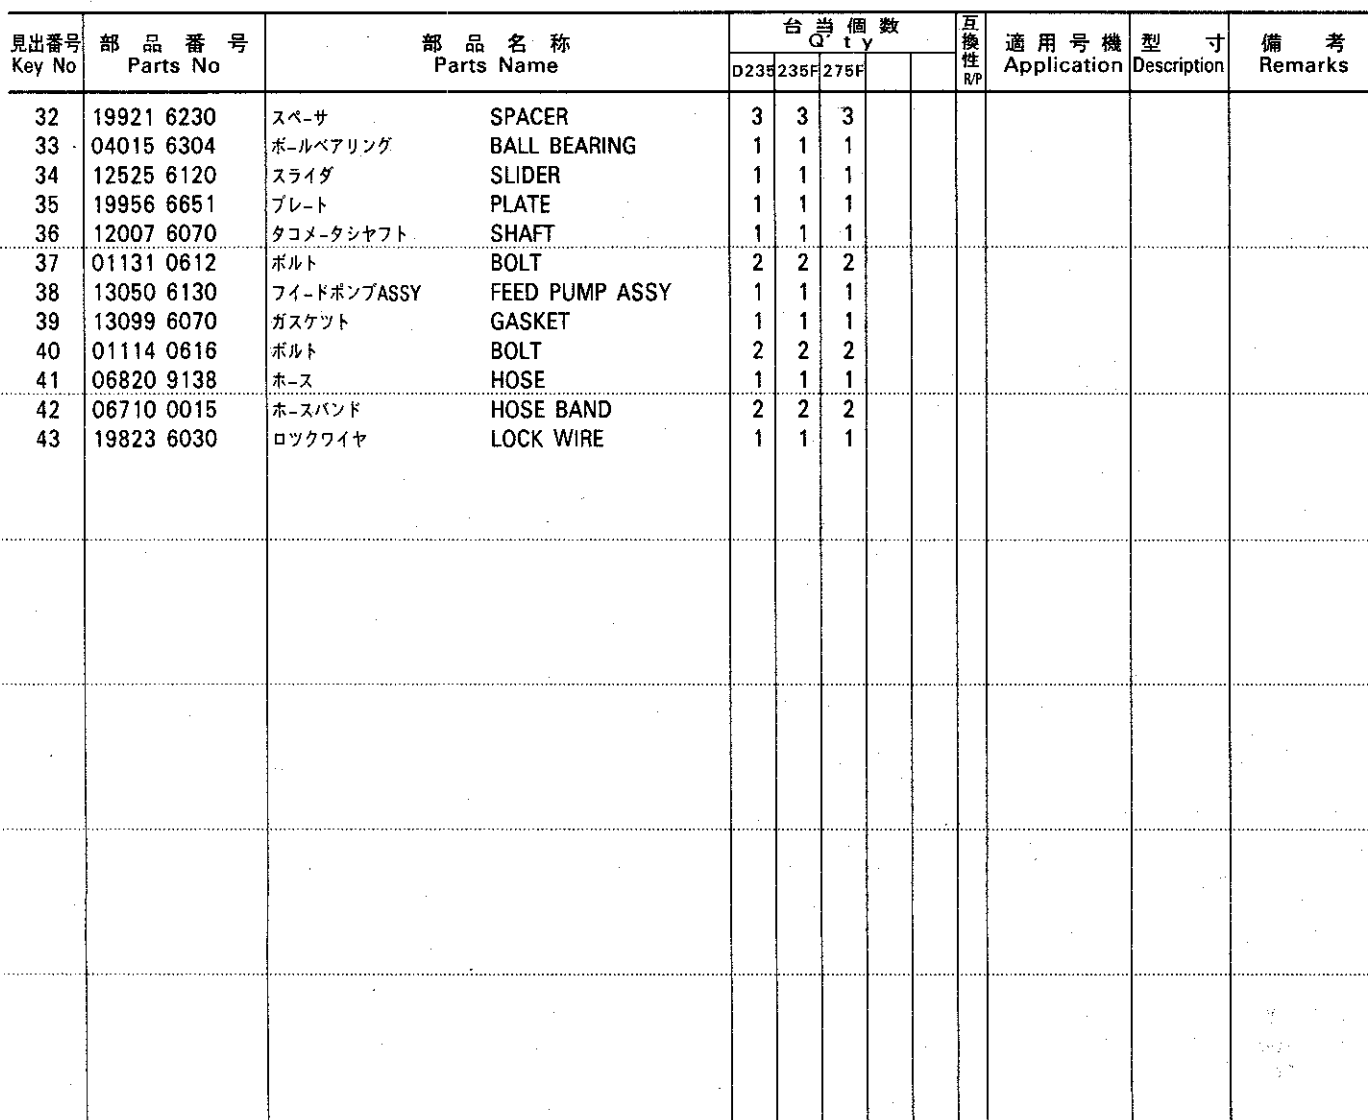 見出番号 部品番号 部品名称 台当個数 互換性 適用号機 型寸 備考
Key No Parts No Parts Name Q'ty R/P Application Description Remarks
D235 235F 275F
32 19921 6230 スペーサ SPACER 3 3 3
33 04015 6304 ボールベアリング BALL BEARING 1 1 1
34 12525 6120 スライダ SLIDER 1 1 1
35 19956 6651 プレート PLATE 1 1 1
36 12007 6070 タコメータシヤフト SHAFT 1 1 1
37 01131 0612 ボルト BOLT 2 2 2
38 13050 6130 フイードポンプASSY FEED PUMP ASSY 1 1 1
39 13099 6070 ガスケツト GASKET 1 1 1
40 01114 0616 ボルト BOLT 2 2 2
41 06820 9138 ホース HOSE 1 1 1
42 06710 0015 ホースバンド HOSE BAND 2 2 2
43 19823 6030 ロツクワイヤ LOCK WIRE 1 1 1